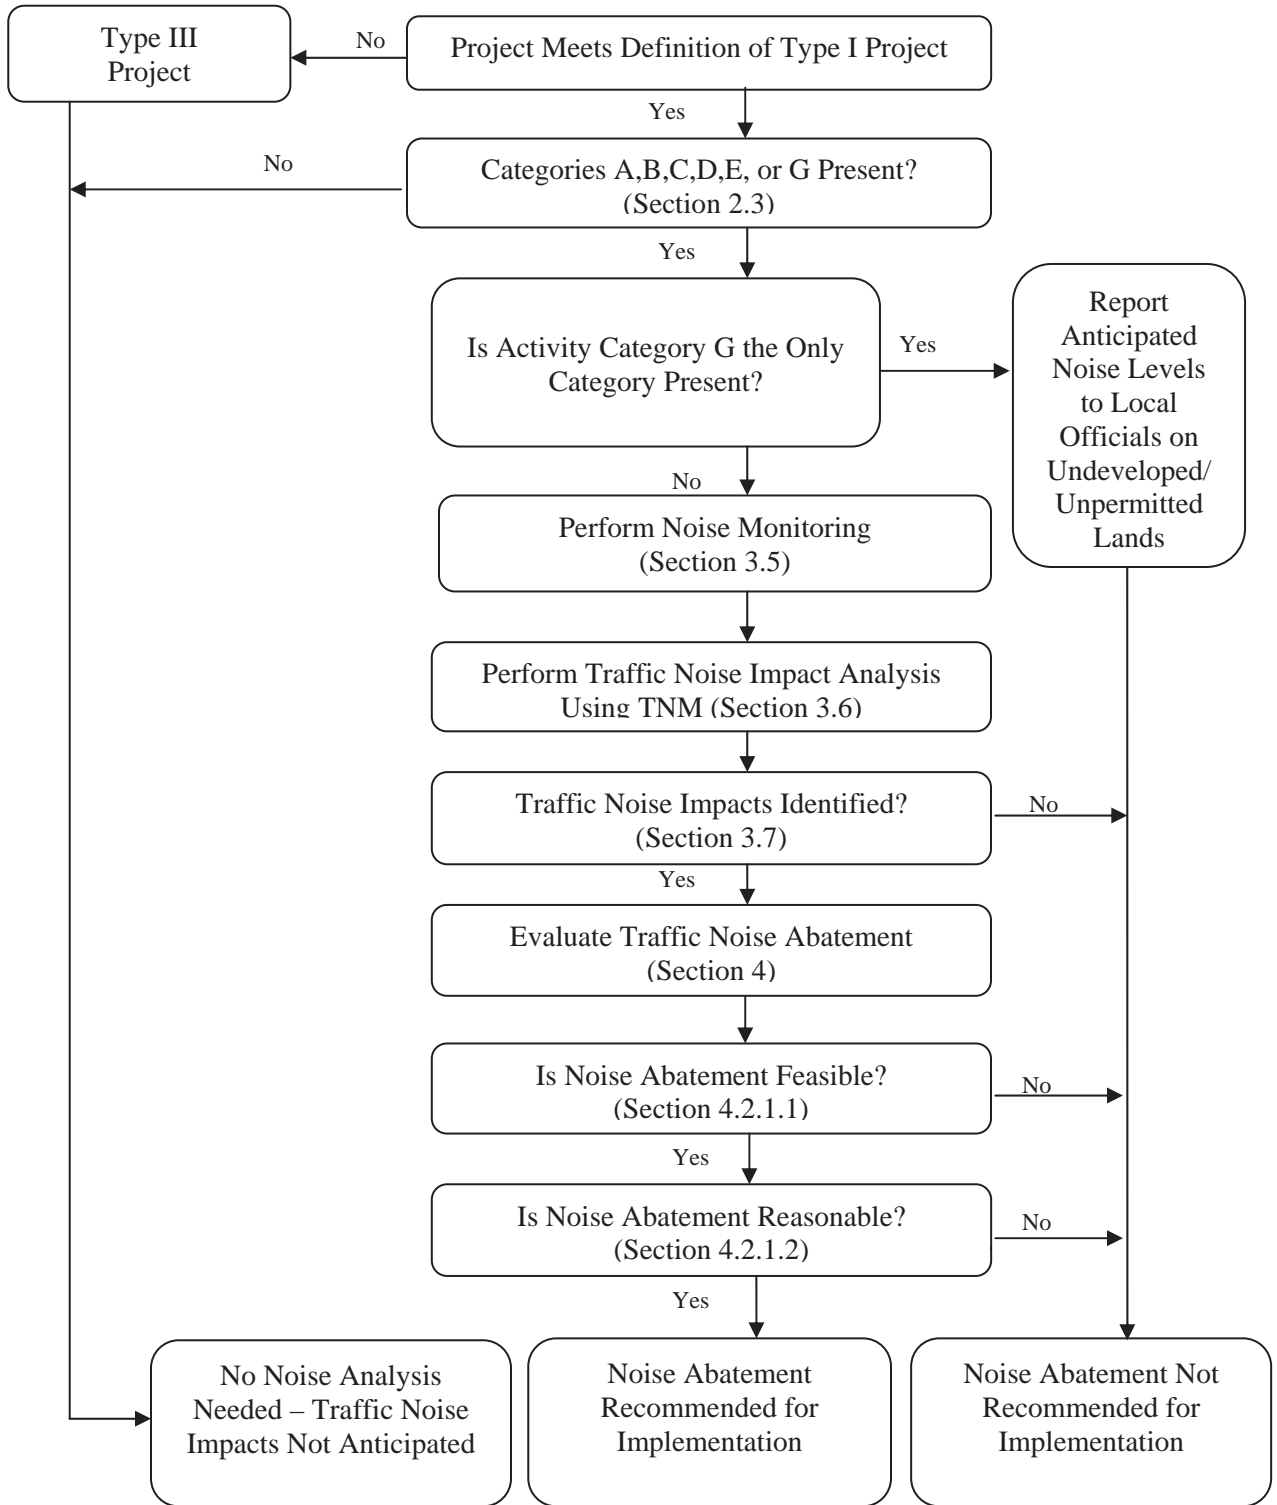 Type III
Project
No
Project Meets Definition of Type I Project
Yes
No
Categories A,B,C,D,E, or G Present?
(Section 2.3)
Yes
Is Activity Category G the Only
Category Present?
Yes
Report
Anticipated
Noise Levels
to Local
Officials on
Undeveloped/
Unpermitted
Lands
No
Perform Noise Monitoring
(Section 3.5)
Perform Traffic Noise Impact Analysis
Using TNM (Section 3.6)
Traffic Noise Impacts Identified?
(Section 3.7)
No
Yes
Evaluate Traffic Noise Abatement
(Section 4)
Is Noise Abatement Feasible?
(Section 4.2.1.1)
No
Yes
Is Noise Abatement Reasonable?
(Section 4.2.1.2)
No
Yes
No Noise Analysis
Needed – Traffic Noise
Impacts Not Anticipated
Noise Abatement
Recommended for
Implementation
Noise Abatement Not
Recommended for
Implementation